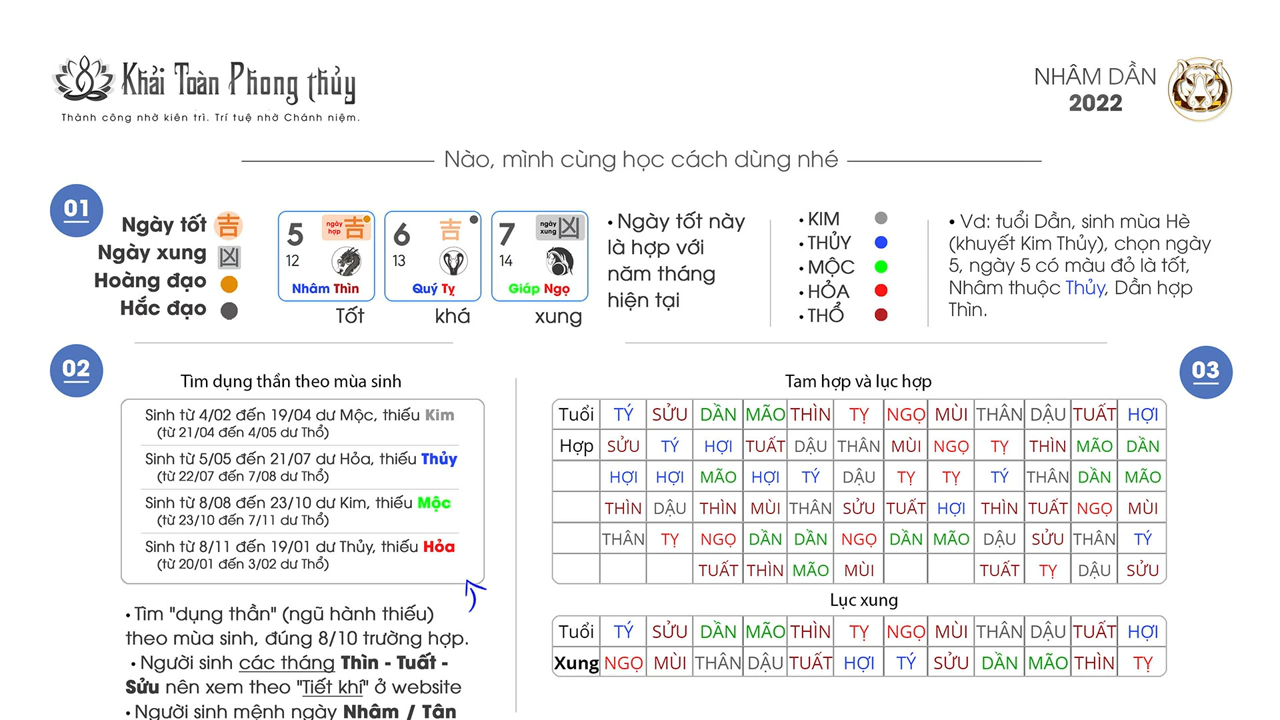 Khải Toàn Phong thủy
Thành công nhờ kiên trì. Trí tuệ nhờ Chánh niệm.
NHÂM DẦN
2022
Nào, mình cùng học cách dùng nhé
01
Ngày tốt 吉
Ngày xung 凶
Hoàng đạo
Hắc đạo
5 ngày hợp 吉
12
Nhâm Thìn
Tốt
6 吉
13
Quý Tỵ
khá
7 ngày xung 凶
14
Giáp Ngọ
xung
• Ngày tốt này
là hợp với
năm tháng
hiện tại
• KIM
• THỦY
• MỘC
• HỎA
• THỔ
• Vd: tuổi Dần, sinh mùa Hè
(khuyết Kim Thủy), chọn ngày
5, ngày 5 có màu đỏ là tốt,
Nhâm thuộc Thủy, Dần hợp
Thìn.
02
Tìm dụng thần theo mùa sinh
Sinh từ 4/02 đến 19/04 dư Mộc, thiếu Kim
(từ 21/04 đến 4/05 dư Thổ)
Sinh từ 5/05 đến 21/07 dư Hỏa, thiếu Thủy
(từ 22/07 đến 7/08 dư Thổ)
Sinh từ 8/08 đến 23/10 dư Kim, thiếu Mộc
(từ 23/10 đến 7/11 dư Thổ)
Sinh từ 8/11 đến 19/01 dư Thủy, thiếu Hỏa
(từ 20/01 đến 3/02 dư Thổ)
• Tìm "dụng thần" (ngũ hành thiếu)
theo mùa sinh, đúng 8/10 trường hợp.
• Người sinh các tháng Thìn - Tuất -
Sửu nên xem theo "Tiết khí" ở website
• Người sinh mệnh ngày Nhâm / Tân
03
Tam hợp và lục hợp
Tuổi TÝ SỬU DẦN MÃO THÌN TỴ NGỌ MÙI THÂN DẬU TUẤT HỢI
Hợp SỬU TÝ HỢI TUẤT DẬU THÂN MÙI NGỌ TỴ THÌN MÃO DẦN
HỢI HỢI MÃO HỢI TÝ DẬU TỴ TỴ TÝ THÂN DẦN MÃO
THÌN DẬU THÌN MÙI THÂN SỬU TUẤT HỢI THÌN TUẤT NGỌ MÙI
THÂN TỴ NGỌ DẦN DẦN NGỌ DẦN MÃO DẬU SỬU THÂN TÝ
TUẤT THÌN MÃO MÙI TUẤT TỴ DẬU SỬU
Lục xung
Tuổi TÝ SỬU DẦN MÃO THÌN TỴ NGỌ MÙI THÂN DẬU TUẤT HỢI
Xung NGỌ MÙI THÂN DẬU TUẤT HỢI TÝ SỬU DẦN MÃO THÌN TỴ